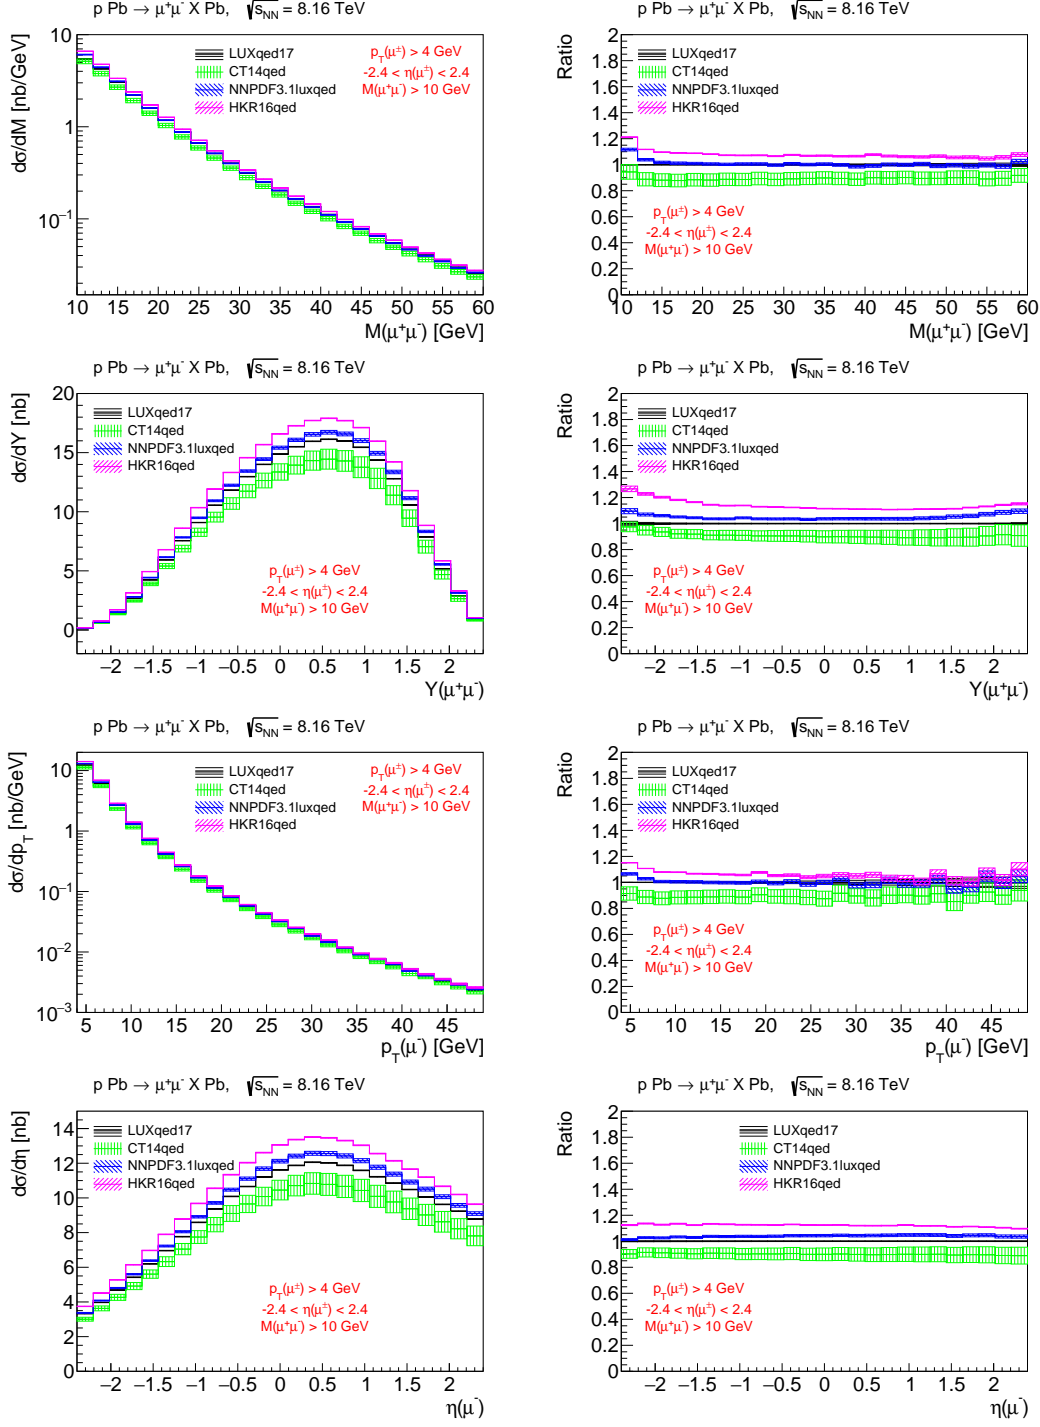 p Pb → μ⁺μ⁻ X Pb, √s_NN = 8.16 TeV
dσ/dM [nb/GeV]
LUXqed17
CT14qed
NNPDF3.1luxqed
HKR16qed
p_T(μ±) > 4 GeV
-2.4 < η(μ±) < 2.4
M(μ⁺μ⁻) > 10 GeV
10
1
10⁻¹
10 15 20 25 30 35 40 45 50 55 60
M(μ⁺μ⁻) [GeV]
p Pb → μ⁺μ⁻ X Pb, √s_NN = 8.16 TeV
Ratio
LUXqed17
CT14qed
NNPDF3.1luxqed
HKR16qed
p_T(μ±) > 4 GeV
-2.4 < η(μ±) < 2.4
M(μ⁺μ⁻) > 10 GeV
2
1.8
1.6
1.4
1.2
1
0.8
0.6
0.4
0.2
0
10 15 20 25 30 35 40 45 50 55 60
M(μ⁺μ⁻) [GeV]
p Pb → μ⁺μ⁻ X Pb, √s_NN = 8.16 TeV
dσ/dY [nb]
LUXqed17
CT14qed
NNPDF3.1luxqed
HKR16qed
p_T(μ±) > 4 GeV
-2.4 < η(μ±) < 2.4
M(μ⁺μ⁻) > 10 GeV
20
15
10
5
0
−2 −1.5 −1 −0.5 0 0.5 1 1.5 2
Y(μ⁺μ⁻)
p Pb → μ⁺μ⁻ X Pb, √s_NN = 8.16 TeV
Ratio
LUXqed17
CT14qed
NNPDF3.1luxqed
HKR16qed
p_T(μ±) > 4 GeV
-2.4 < η(μ±) < 2.4
M(μ⁺μ⁻) > 10 GeV
2
1.8
1.6
1.4
1.2
1
0.8
0.6
0.4
0.2
0
−2 −1.5 −1 −0.5 0 0.5 1 1.5 2
Y(μ⁺μ⁻)
p Pb → μ⁺μ⁻ X Pb, √s_NN = 8.16 TeV
dσ/dp_T [nb/GeV]
LUXqed17
CT14qed
NNPDF3.1luxqed
HKR16qed
p_T(μ±) > 4 GeV
-2.4 < η(μ±) < 2.4
M(μ⁺μ⁻) > 10 GeV
10
1
10⁻¹
10⁻²
10⁻³
5 10 15 20 25 30 35 40 45
p_T(μ⁻) [GeV]
p Pb → μ⁺μ⁻ X Pb, √s_NN = 8.16 TeV
Ratio
LUXqed17
CT14qed
NNPDF3.1luxqed
HKR16qed
p_T(μ±) > 4 GeV
-2.4 < η(μ±) < 2.4
M(μ⁺μ⁻) > 10 GeV
2
1.8
1.6
1.4
1.2
1
0.8
0.6
0.4
0.2
0
5 10 15 20 25 30 35 40 45
p_T(μ⁻) [GeV]
p Pb → μ⁺μ⁻ X Pb, √s_NN = 8.16 TeV
dσ/dη [nb]
LUXqed17
CT14qed
NNPDF3.1luxqed
HKR16qed
p_T(μ±) > 4 GeV
-2.4 < η(μ±) < 2.4
M(μ⁺μ⁻) > 10 GeV
14
12
10
8
6
4
2
0
−2 −1.5 −1 −0.5 0 0.5 1 1.5 2
η(μ⁻)
p Pb → μ⁺μ⁻ X Pb, √s_NN = 8.16 TeV
Ratio
LUXqed17
CT14qed
NNPDF3.1luxqed
HKR16qed
p_T(μ±) > 4 GeV
-2.4 < η(μ±) < 2.4
M(μ⁺μ⁻) > 10 GeV
2
1.8
1.6
1.4
1.2
1
0.8
0.6
0.4
0.2
0
−2 −1.5 −1 −0.5 0 0.5 1 1.5 2
η(μ⁻)